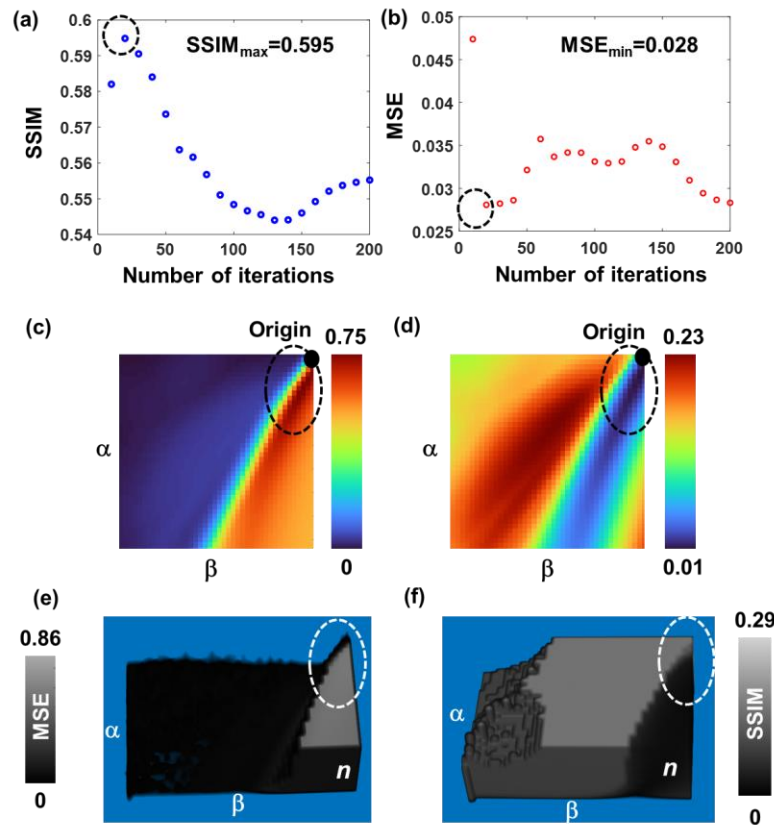 (a)
0.6
0.59
0.58
0.57
0.56
0.55
0.54
SSIM
SSIMmax=0.595
0 50 100 150 200
Number of iterations
(b)
0.05
0.045
0.04
0.035
0.03
0.025
MSE
MSEmin=0.028
0 50 100 150 200
Number of iterations
(c)
Origin 0.75
α
β 0
(d)
Origin 0.23
α
β 0.01
(e)
0.86
MSE
0
α
β
n
(f)
0.29
SSIM
0
α
β
n